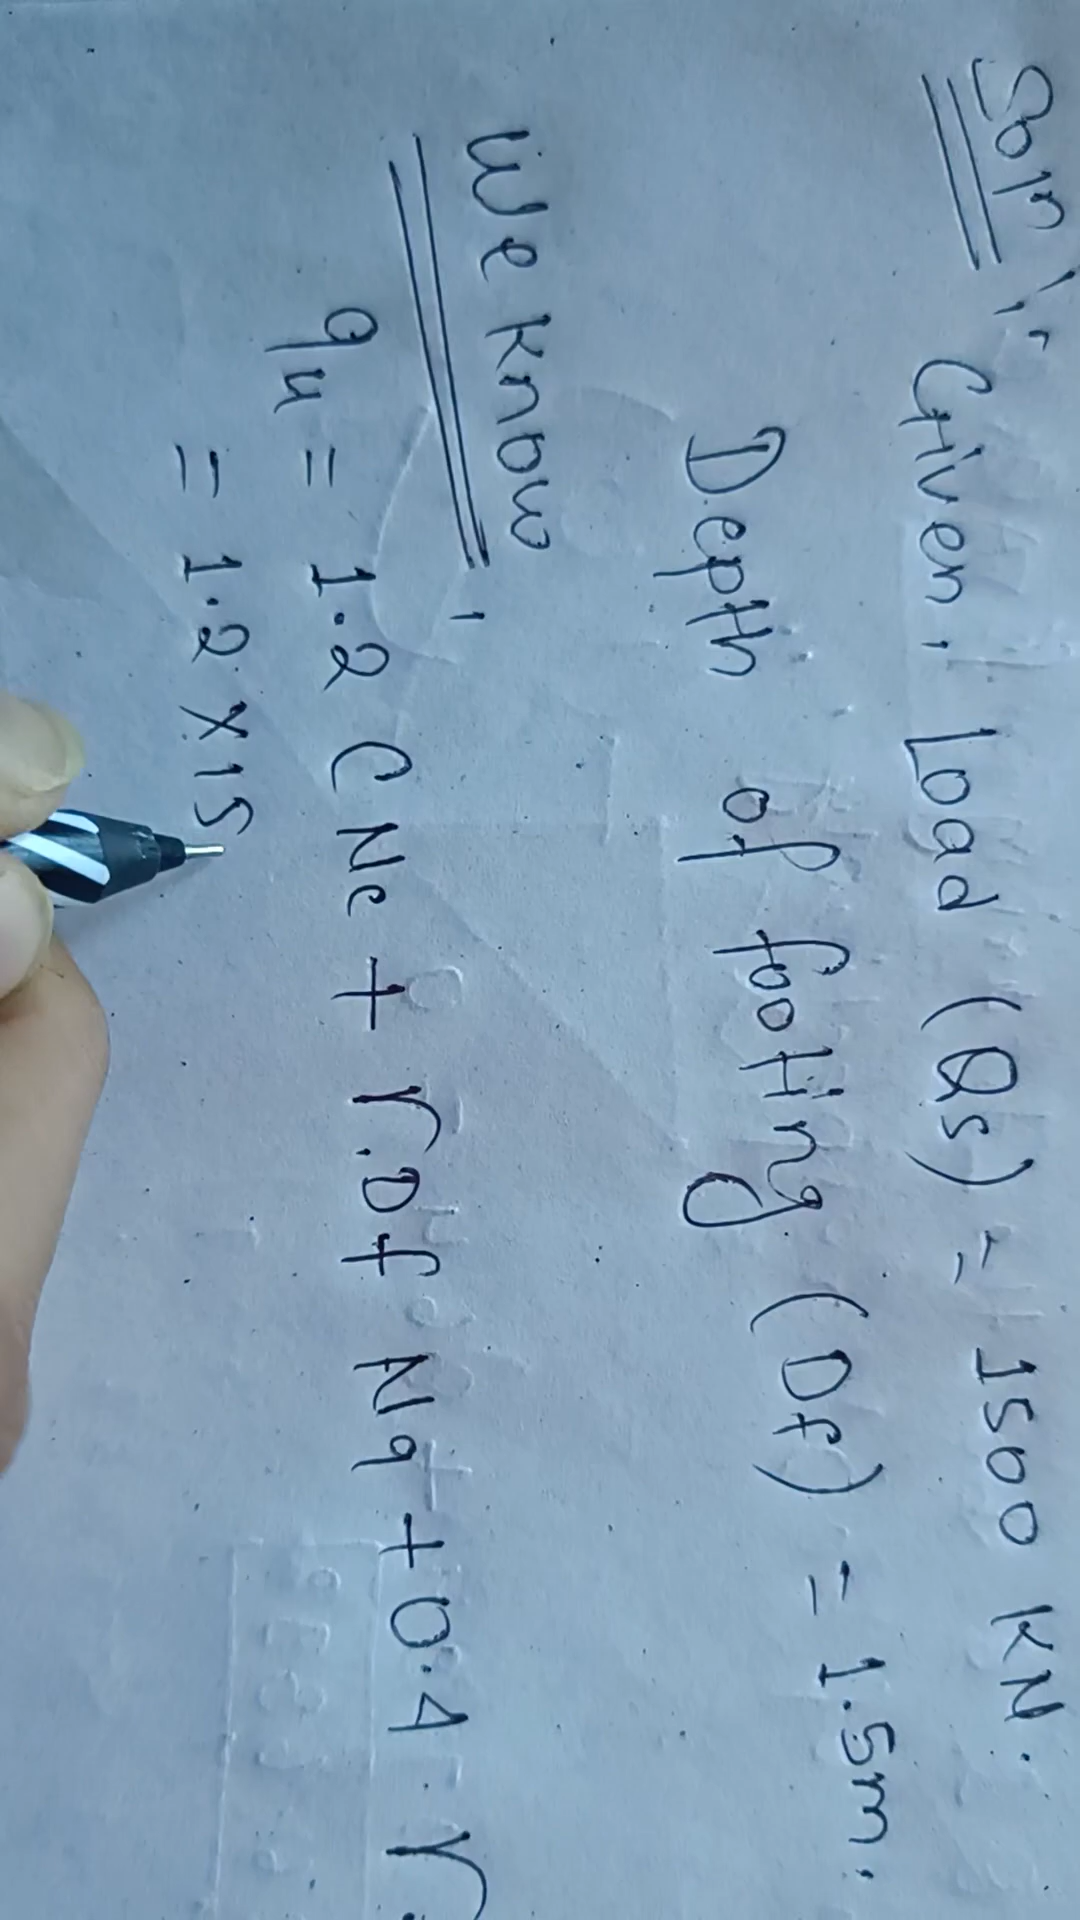 Soln :- Given, Load (Qs) = 1500 KN.
Depth of footing (Df) = 1.5m.
We know,
qu = 1.2 CNc + r.Df Nq + 0.4. r.
= 1.2 × 15